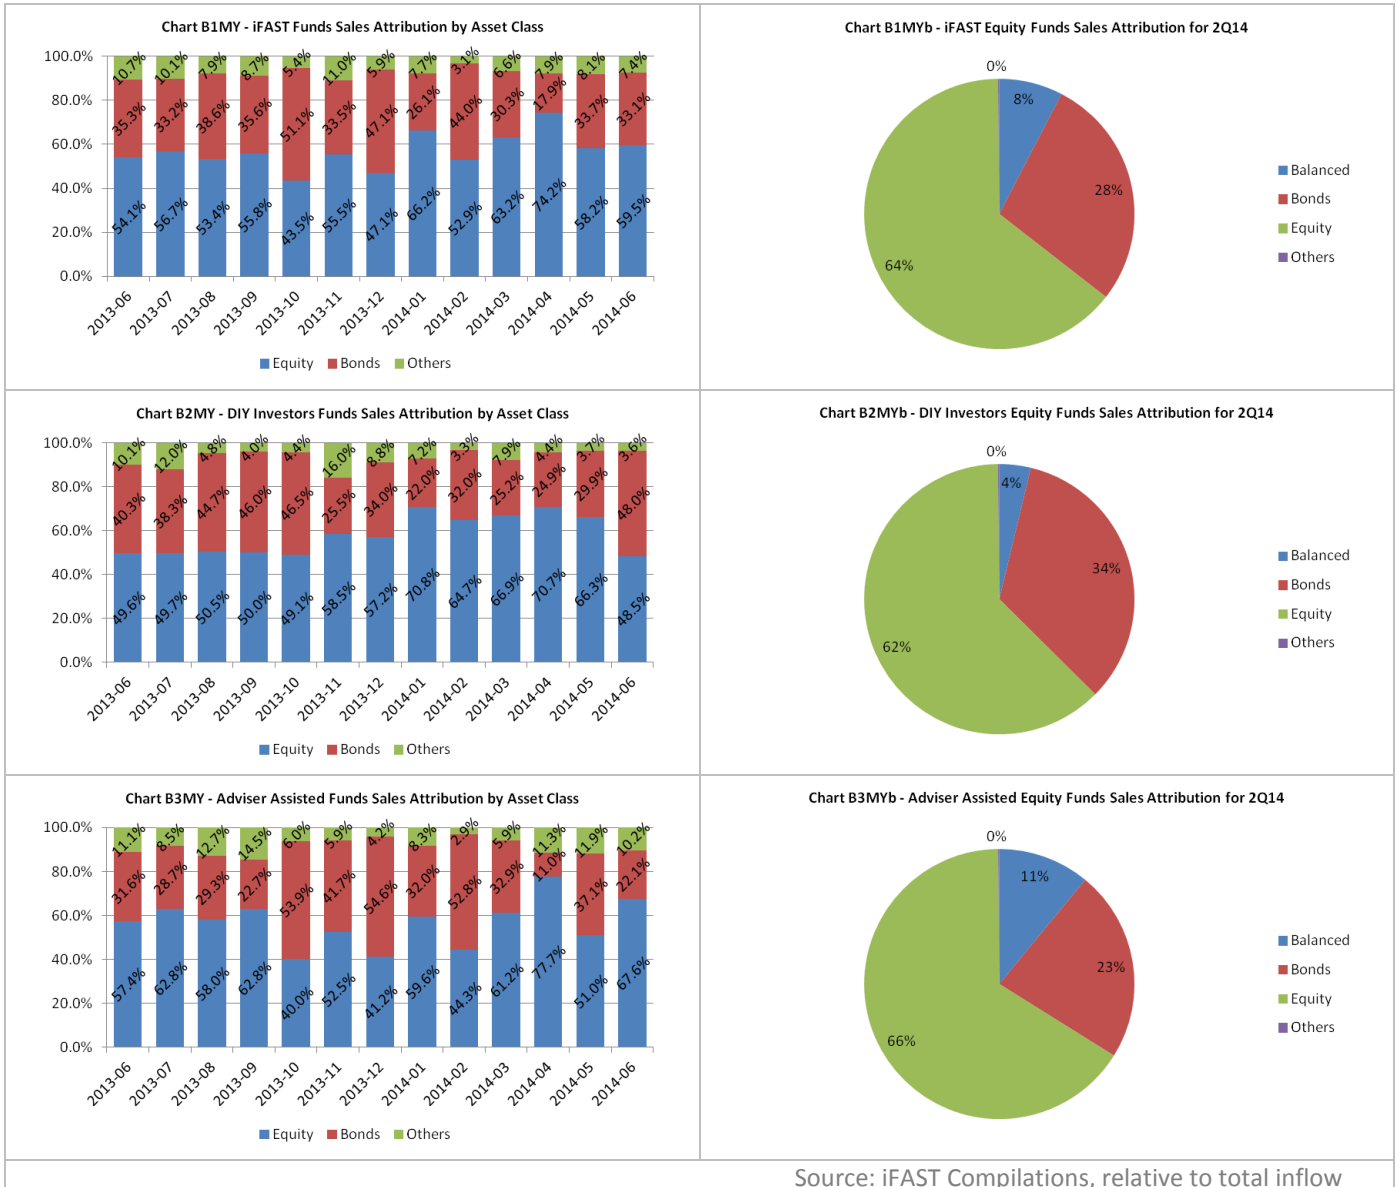 Chart B1MY - iFAST Funds Sales Attribution by Asset Class
100.0%
80.0%
60.0%
40.0%
20.0%
0.0%
10.7% 10.1% 7.9% 8.7% 5.4% 11.0% 5.9% 7.7% 3.1% 6.6% 7.9% 8.1% 7.4%
35.3% 33.2% 38.6% 35.6% 51.1% 33.5% 47.1% 26.1% 44.0% 30.3% 17.9% 33.7% 33.1%
54.1% 56.7% 53.4% 55.8% 43.5% 55.5% 47.1% 66.2% 52.9% 63.2% 74.2% 58.2% 59.5%
2013-06 2013-07 2013-08 2013-09 2013-10 2013-11 2013-12 2014-01 2014-02 2014-03 2014-04 2014-05 2014-06
Equity Bonds Others
Chart B1MYb - iFAST Equity Funds Sales Attribution for 2Q14
0%
8%
28%
64%
Balanced
Bonds
Equity
Others
Chart B2MY - DIY Investors Funds Sales Attribution by Asset Class
100.0%
80.0%
60.0%
40.0%
20.0%
0.0%
10.1% 12.0% 4.8% 4.0% 4.4% 16.0% 8.8% 7.2% 3.3% 7.9% 4.4% 3.7% 3.6%
40.3% 38.3% 44.7% 46.0% 46.5% 25.5% 34.0% 22.0% 32.0% 25.2% 24.9% 29.9% 48.0%
49.6% 49.7% 50.5% 50.0% 49.1% 58.5% 57.2% 70.8% 64.7% 66.9% 70.7% 66.3% 48.5%
2013-06 2013-07 2013-08 2013-09 2013-10 2013-11 2013-12 2014-01 2014-02 2014-03 2014-04 2014-05 2014-06
Equity Bonds Others
Chart B2MYb - DIY Investors Equity Funds Sales Attribution for 2Q14
0%
4%
34%
62%
Balanced
Bonds
Equity
Others
Chart B3MY - Adviser Assisted Funds Sales Attribution by Asset Class
100.0%
80.0%
60.0%
40.0%
20.0%
0.0%
11.1% 8.5% 12.7% 14.5% 6.0% 5.9% 4.2% 8.3% 2.9% 5.9% 11.3% 11.9% 10.2%
31.6% 28.7% 29.3% 22.7% 53.9% 41.7% 54.6% 32.0% 52.8% 32.9% 11.0% 37.1% 22.1%
57.4% 62.8% 58.0% 62.8% 40.0% 52.5% 41.2% 59.6% 44.3% 61.2% 77.7% 51.0% 67.6%
2013-06 2013-07 2013-08 2013-09 2013-10 2013-11 2013-12 2014-01 2014-02 2014-03 2014-04 2014-05 2014-06
Equity Bonds Others
Chart B3MYb - Adviser Assisted Equity Funds Sales Attribution for 2Q14
0%
11%
23%
66%
Balanced
Bonds
Equity
Others
Source: iFAST Compilations, relative to total inflow